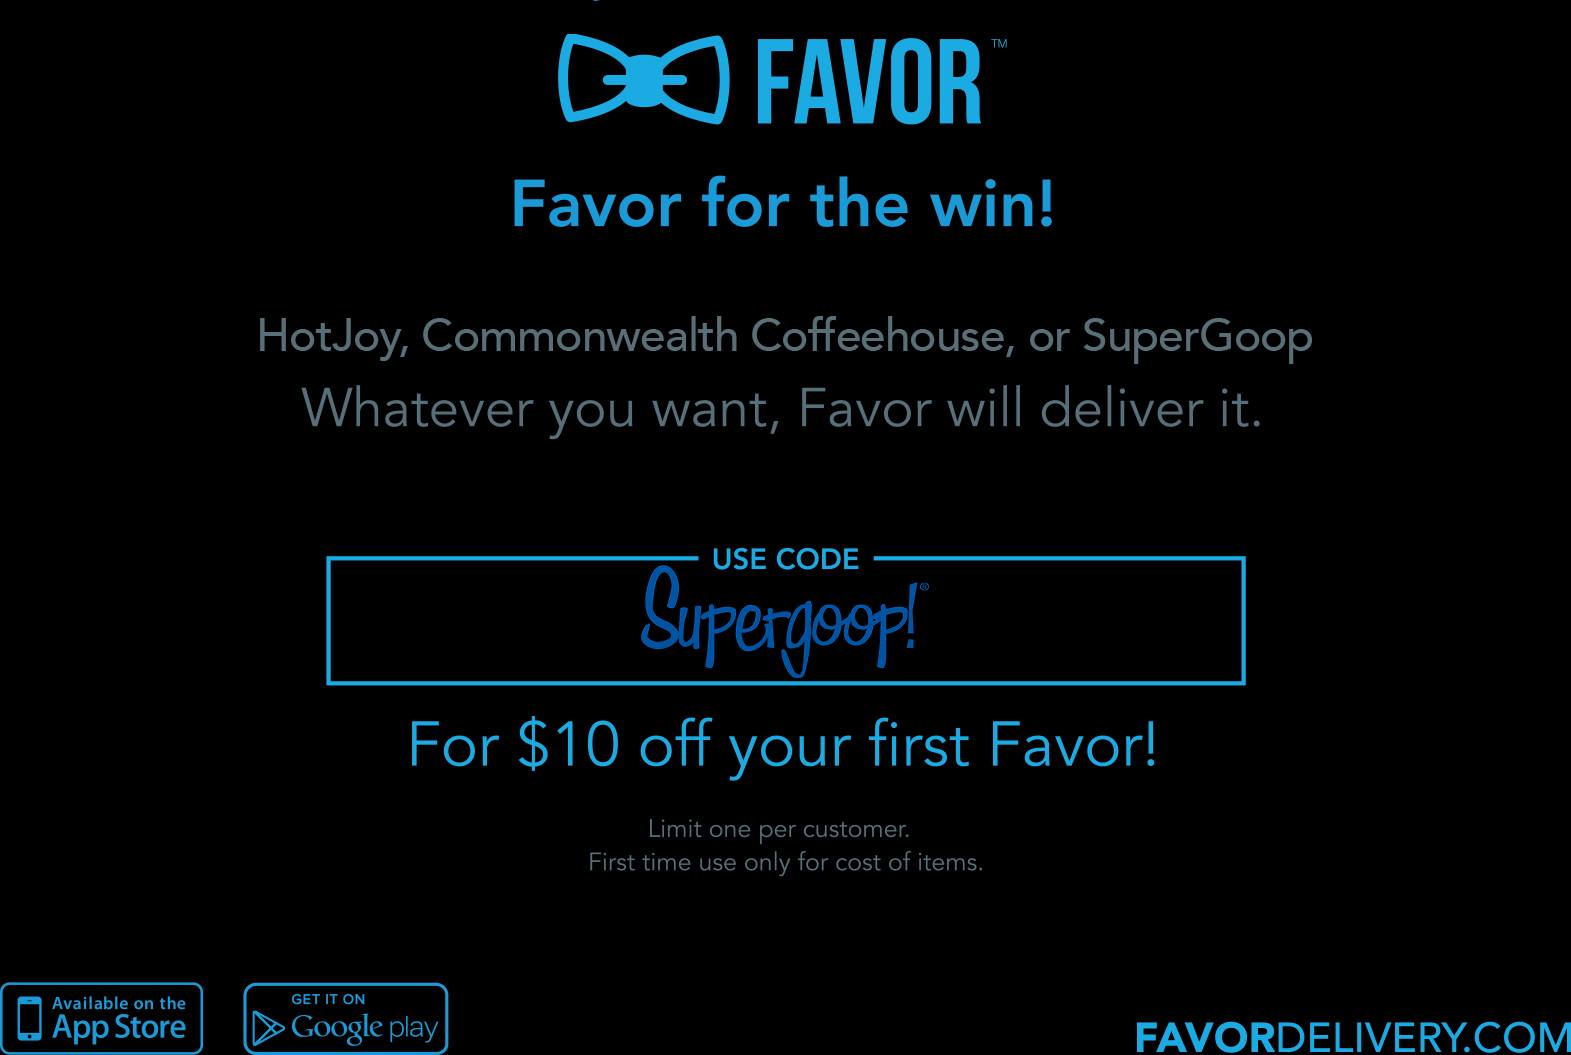 FAVOR™
Favor for the win!
HotJoy, Commonwealth Coffeehouse, or SuperGoop
Whatever you want, Favor will deliver it.
USE CODE
Supergoop!®
For $10 off your first Favor!
Limit one per customer.
First time use only for cost of items.
Available on the
App Store
GET IT ON
Google play
FAVORDELIVERY.COM